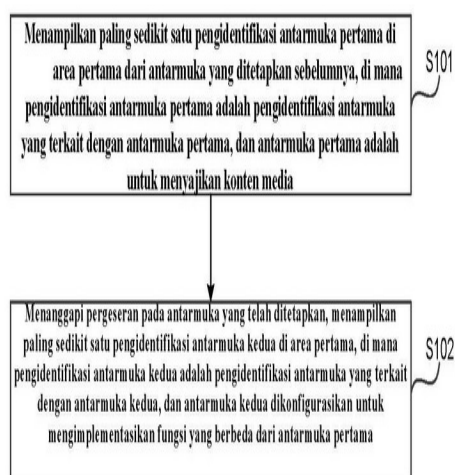 Menampilkan paling sedikit satu pengidentifikasi antarmuka pertama di
area pertama dari antarmuka yang ditetapkan sebelumnya, di mana
pengidentifikasi antarmuka pertama adalah pengidentifikasi antarmuka
yang terkait dengan antarmuka pertama, dan antarmuka pertama adalah
untuk menyajikan konten media
S101
Menanggapi pergeseran pada antarmuka yang telah ditetapkan, menampilkan
paling sedikit satu pengidentifikasi antarmuka kedua di area pertama, di mana
pengidentifikasi antarmuka kedua adalah pengidentifikasi antarmuka yang terkait
dengan antarmuka kedua, dan antarmuka kedua dikonfigurasikan untuk
mengimplementasikan fungsi yang berbeda dari antarmuka pertama
S102